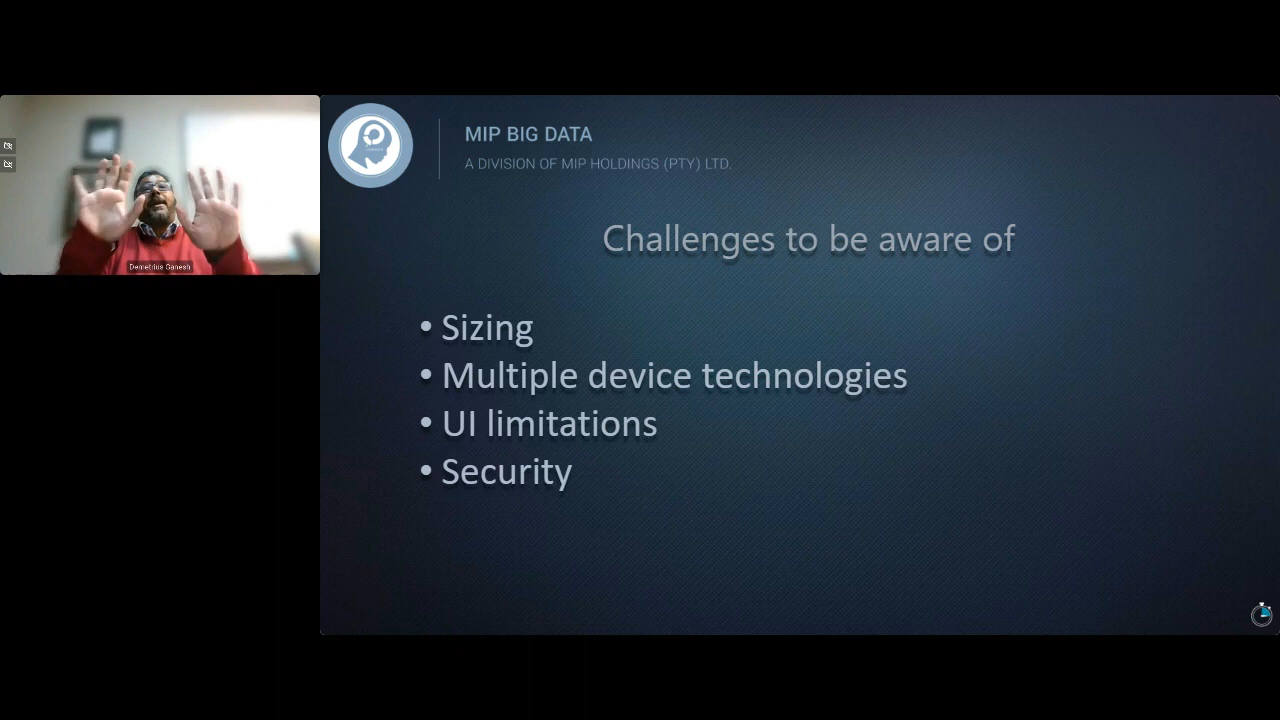 Demetrius Ganesh
MIP BIG DATA
A DIVISION OF MIP HOLDINGS (PTY) LTD.
Challenges to be aware of
• Sizing
• Multiple device technologies
• UI limitations
• Security